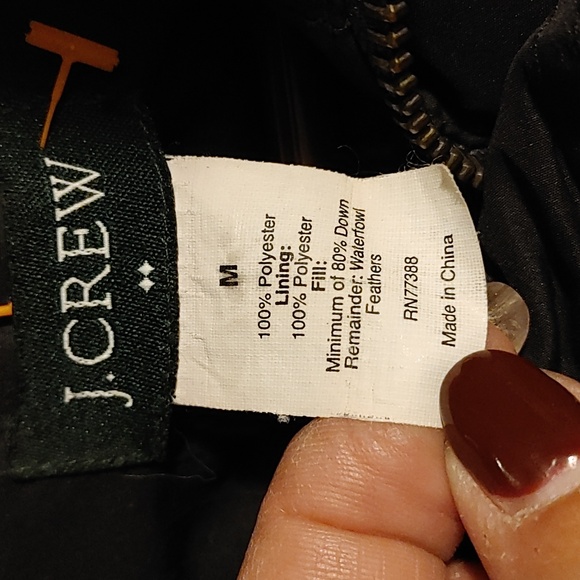 J.CREW
M
100% Polyester
Lining:
100% Polyester
Fill:
Minimum of 80% Down
Remainder: Waterfowl
Feathers
RN77388
Made in China